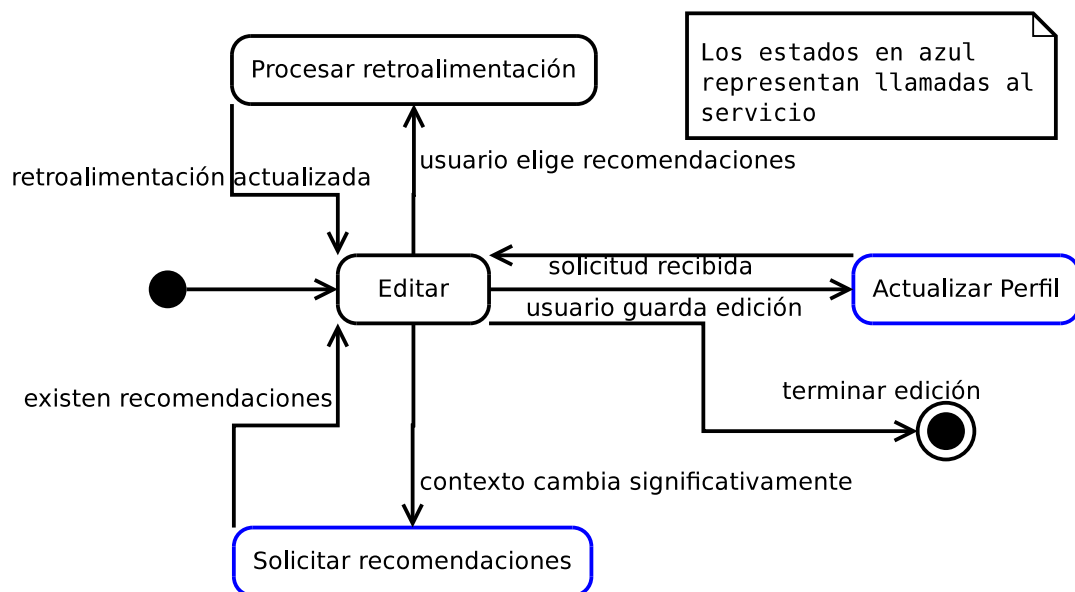 Procesar retroalimentación
Los estados en azul
representan llamadas al
servicio
usuario elige recomendaciones
retroalimentación actualizada
solicitud recibida
Editar
Actualizar Perfil
usuario guarda edición
terminar edición
existen recomendaciones
contexto cambia significativamente
Solicitar recomendaciones